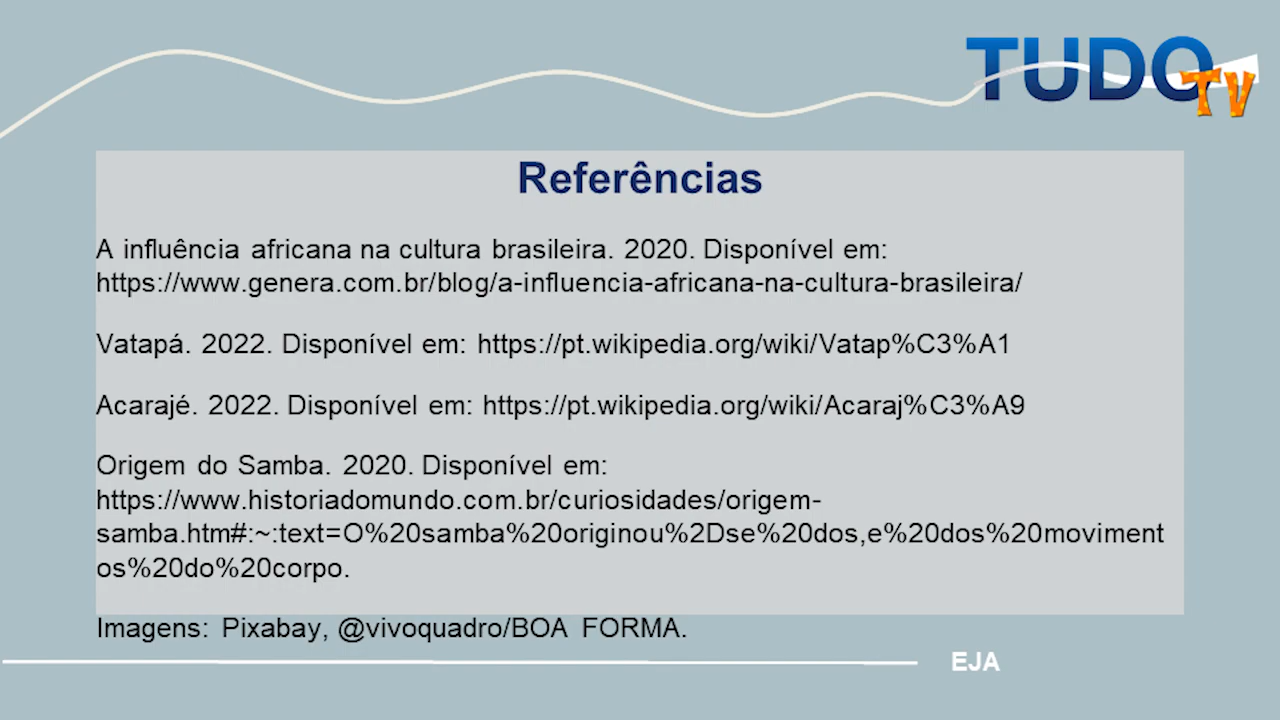 TUDO
TV
Referências
A influência africana na cultura brasileira. 2020. Disponível em:
https://www.genera.com.br/blog/a-influencia-africana-na-cultura-brasileira/
Vatapá. 2022. Disponível em: https://pt.wikipedia.org/wiki/Vatap%C3%A1
Acarajé. 2022. Disponível em: https://pt.wikipedia.org/wiki/Acaraj%C3%A9
Origem do Samba. 2020. Disponível em:
https://www.historiadomundo.com.br/curiosidades/origem-
samba.htm#:~:text=O%20samba%20originou%2Dse%20dos,e%20dos%20moviment
os%20do%20corpo.
Imagens: Pixabay, @vivoquadro/BOA FORMA.
EJA